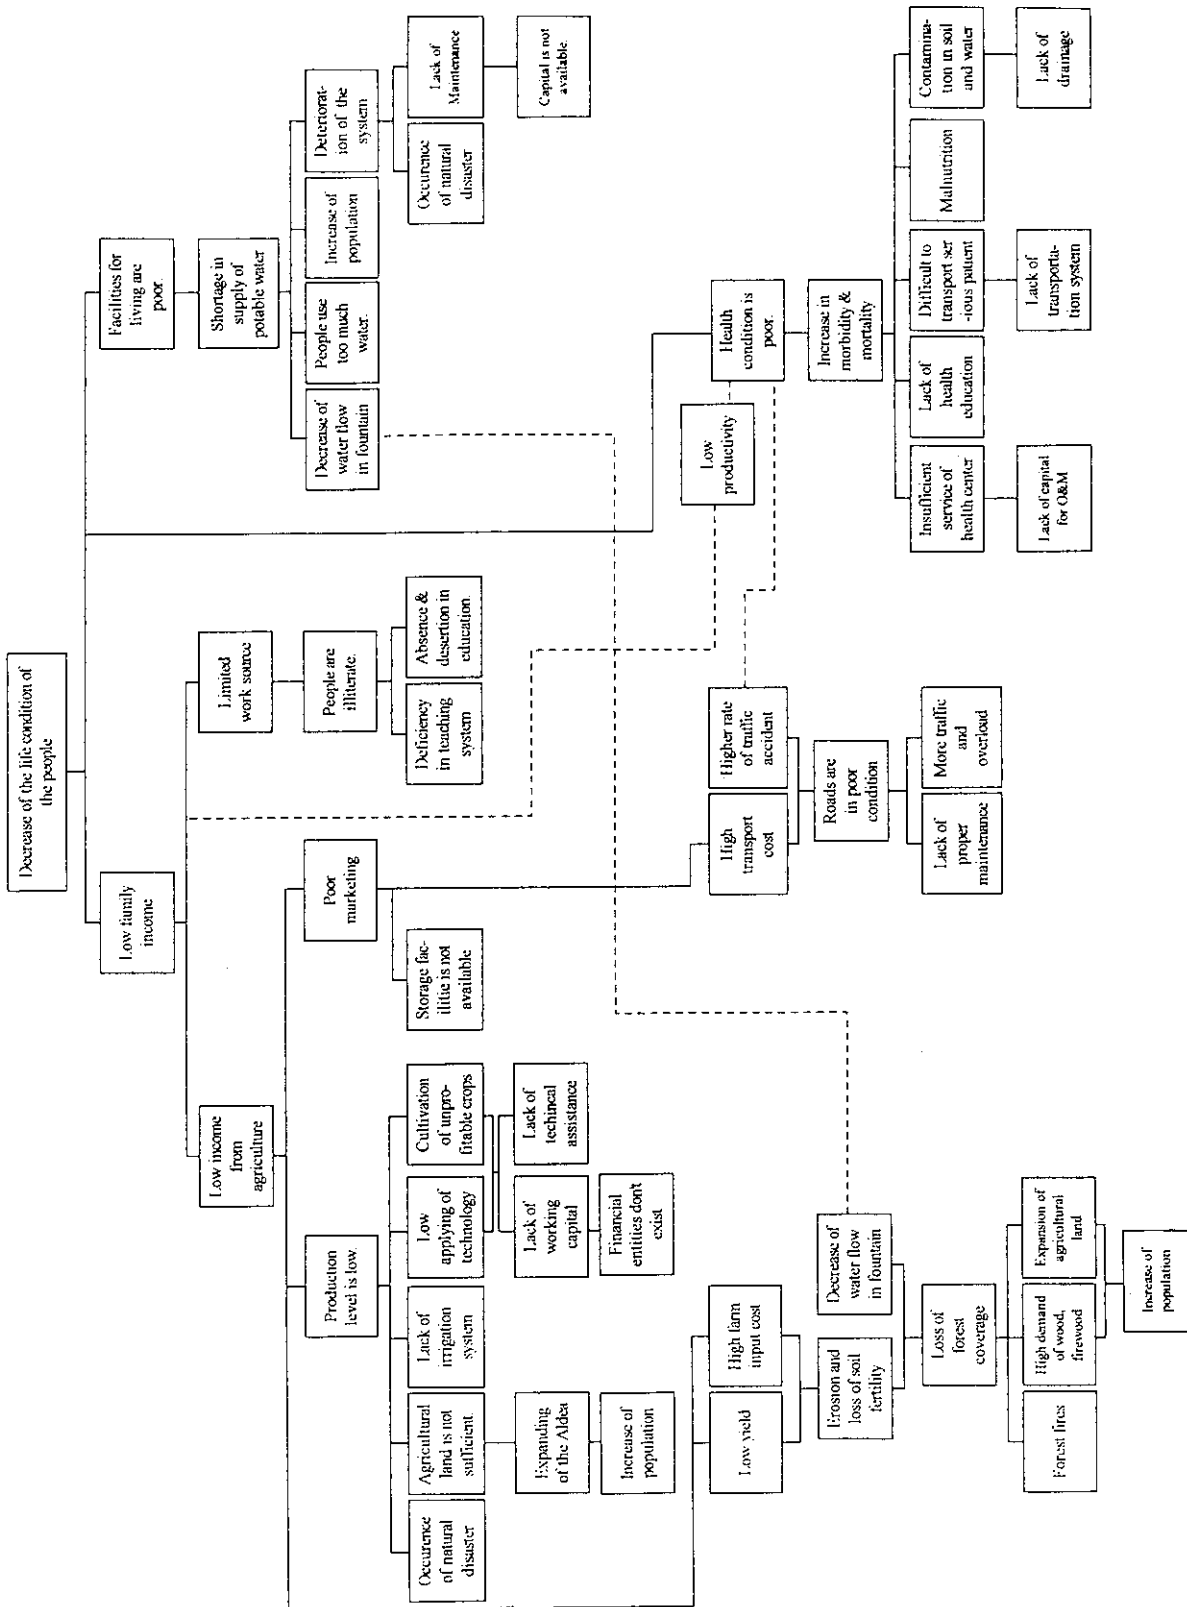 Decrease of the life condition of
the people
Low family
income
Facilities for
living are
poor.
Low income
from
agriculture
Limited
work source
Shortage in
supply of
potable water
Production
level is low.
Poor
marketing
People are
illiterate.
Decrease of
water flow
in fountain
People use
too much
water.
Increase of
population
Deteriorat-
ion of the
system
Occurence
of natural
disaster
Agricultural
land is not
sufficient.
Lack of
irrigation
system
Low
applying of
technology
Cultivation
of unpro-
fitable crops
Storage fac-
ilitie is not
available
Deficiency
in teaching
system
Absence &
desertion in
education.
Occurence
of natural
disaster
Lack of
Maintenance
Expanding
of the Aldea
Lack of
working
capital
Lack of
techincal
assistance
Capital is not
available.
Increase of
population
Financial
entities don't
exist
Low
productivity
Low yield
High farm
input cost
High
transport
cost
Higher rate
of traffic
accident
Health
condition is
poor.
Erosion and
loss of soil
fertility
Decrease of
water flow
in fountain
Roads are
in poor
condition
Increase in
morbidity &
mortality
Loss of
forest
coverage
Lack of
proper
maintenance
More traffic
and
overload
Insufficient
service of
health center
Lack of
health
education
Difficult to
transport ser
-ious patient
Malnutrition
Contamina-
tion in soil
and water
Forest fires
High demand
of wood,
firewood
Expansion of
agricultural
land
Lack of capital
for O&M
Lack of
transporta-
tion system
Lack of
drainage
Increase of
population